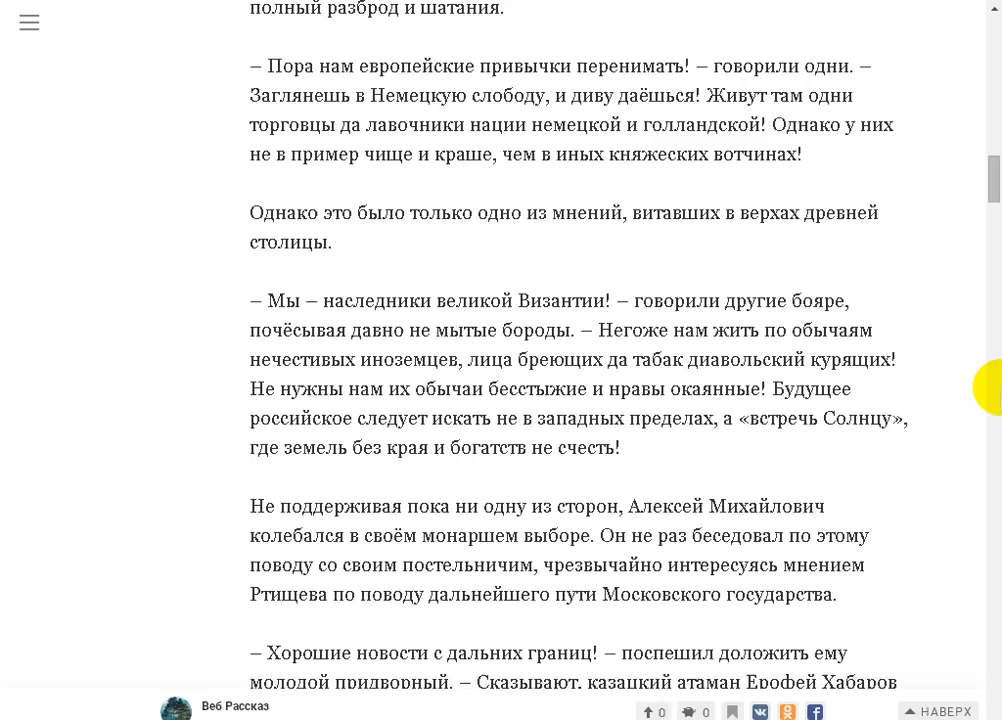 полный разброд и шатания.
– Пора нам европейские привычки перенимать! – говорили одни. –
Заглянешь в Немецкую слободу, и диву даёшься! Живут там одни
торговцы да лавочники нации немецкой и голландской! Однако у них
не в пример чище и краше, чем в иных княжеских вотчинах!
Однако это было только одно из мнений, витавших в верхах древней
столицы.
– Мы – наследники великой Византии! – говорили другие бояре,
почёсывая давно не мытые бороды. – Негоже нам жить по обычаям
нечестивых иноземцев, лица бреющих да табак диавольский курящих!
Не нужны нам их обычаи бесстыжие и нравы окаянные! Будущее
российское следует искать не в западных пределах, а «встречь Солнцу»,
где земель без края и богатств не счесть!
Не поддерживая пока ни одну из сторон, Алексей Михайлович
колебался в своём монаршем выборе. Он не раз беседовал по этому
поводу со своим постельничим, чрезвычайно интересуясь мнением
Ртищева по поводу дальнейшего пути Московского государства.
– Хорошие новости с дальних границ! – поспешил доложить ему
молодой придворный. – Сказывают, казацкий атаман Ерофей Хабаров
Веб Рассказ
0 0 НАВЕРХ